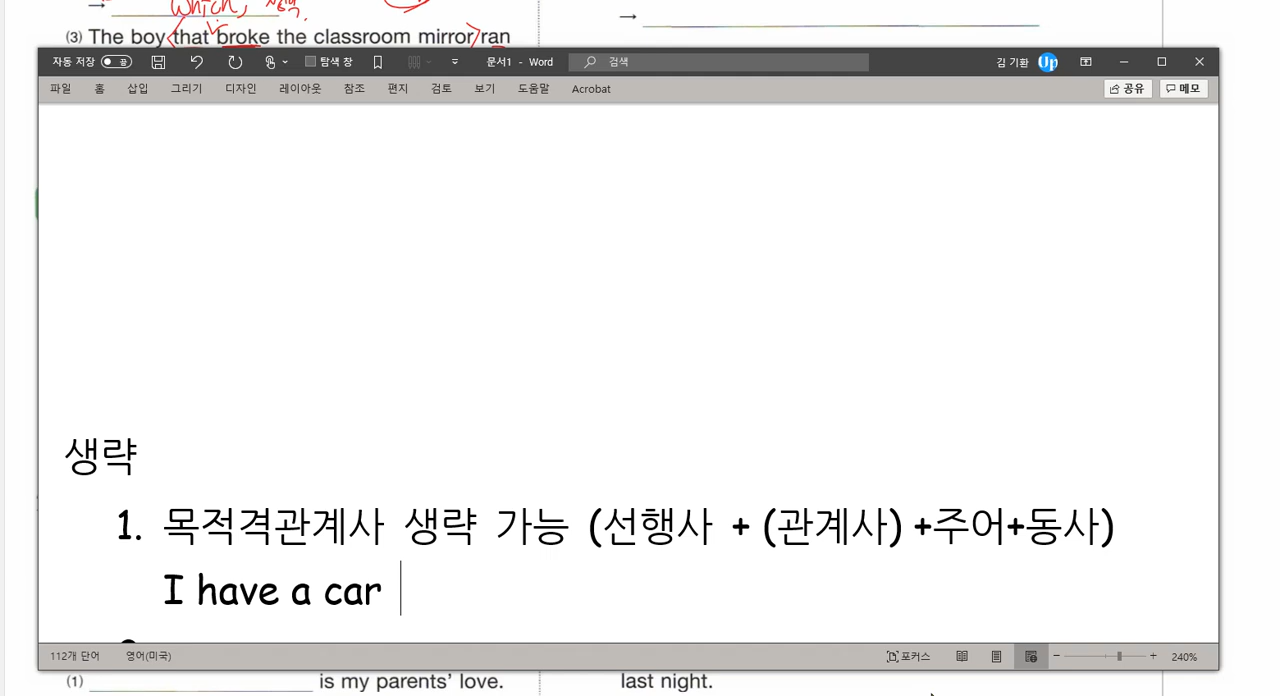 which, 생략
(3) The boy that broke the classroom mirror ran
자동 저장 끔 탐색 창 문서1 - Word 검색 김 기환
파일 홈 삽입 그리기 디자인 레이아웃 참조 편지 검토 보기 도움말 Acrobat 공유 메모
생략
1. 목적격관계사 생략 가능 (선행사 + (관계사) +주어+동사)
I have a car
112개 단어 영어(미국) 포커스 240%
(1) is my parents' love.
last night.